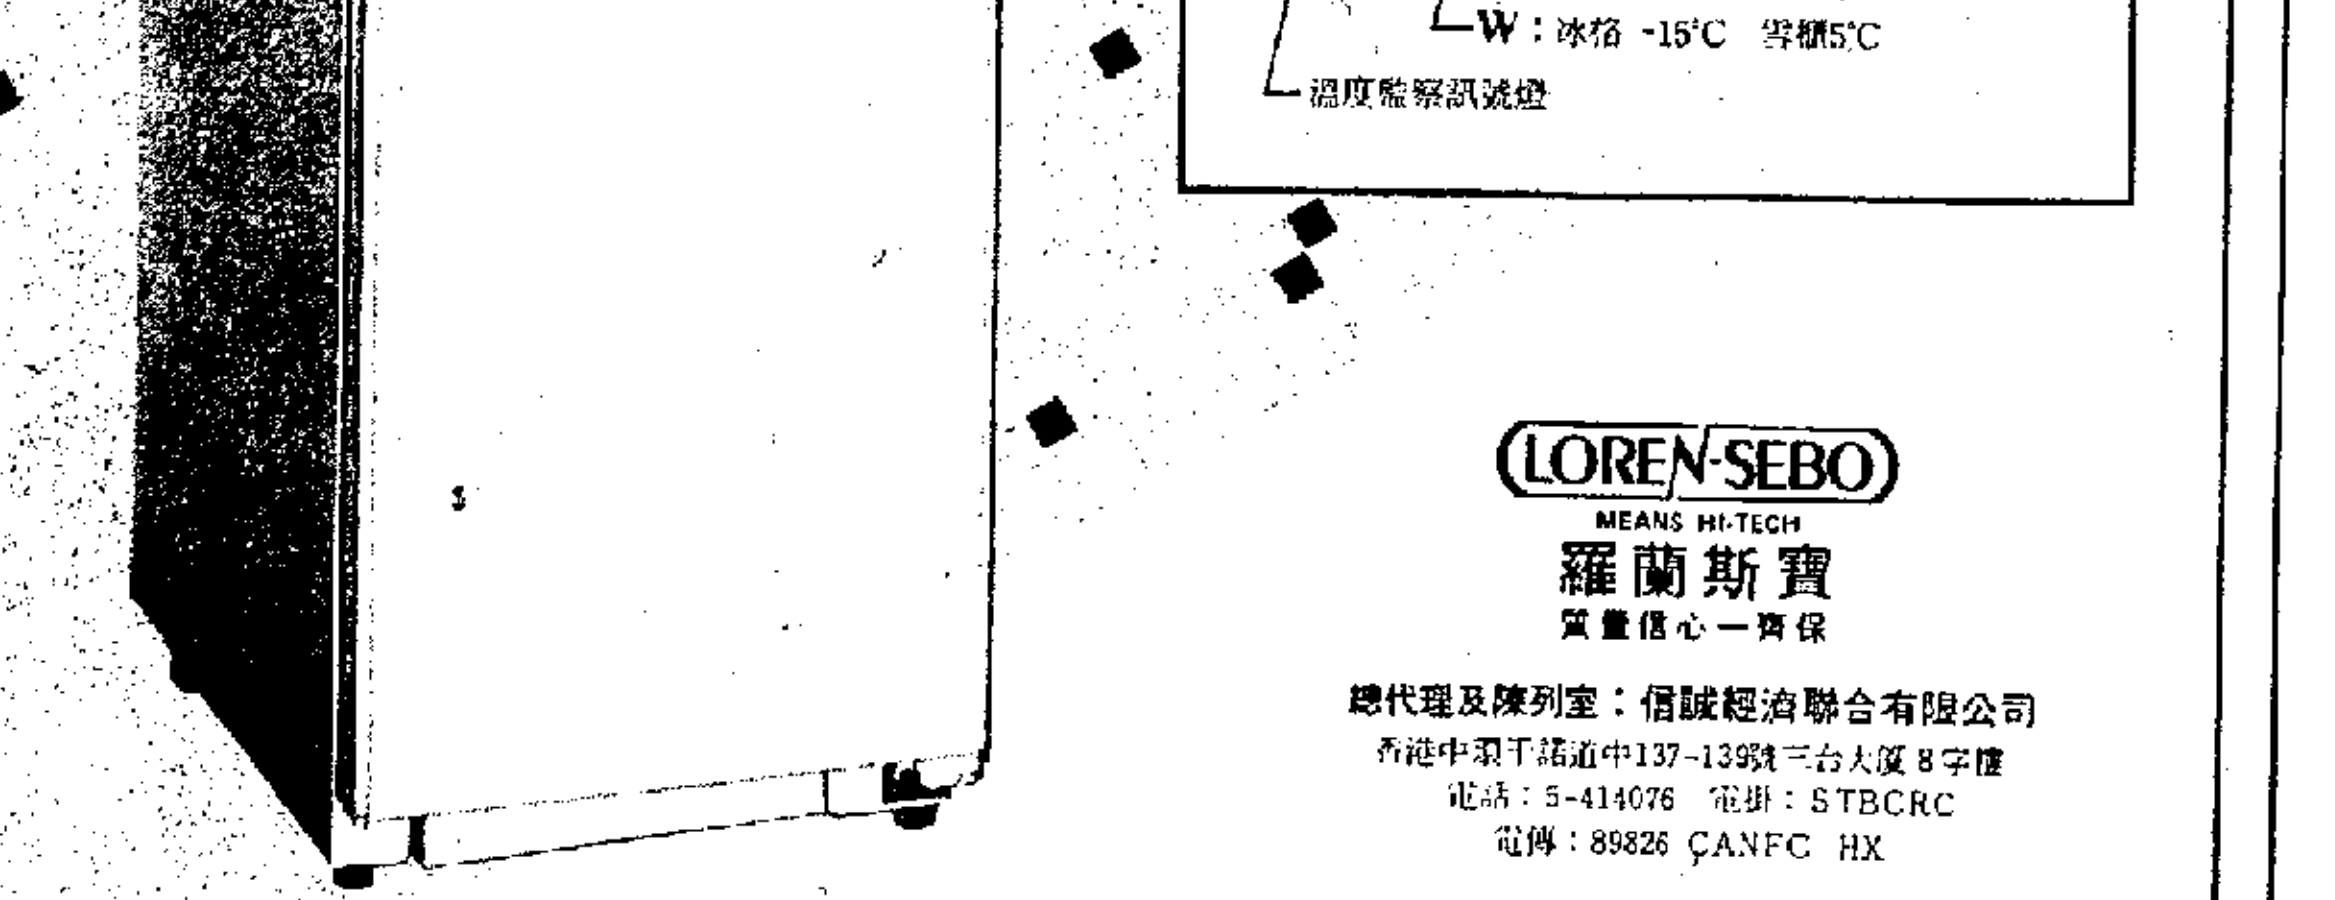 W：冰格 -15°C 雪櫃5°C
溫度監察訊號燈
LOREN-SEBO
MEANS HI-TECH
羅蘭斯寶
質量信心一齊保
總代理及陳列室：信誠經濟聯合有限公司
香港中環干諾道中137-139號三台大廈8字樓
電話：5-414076 電掛：STBCRC
電傳：89826 CANFC HX